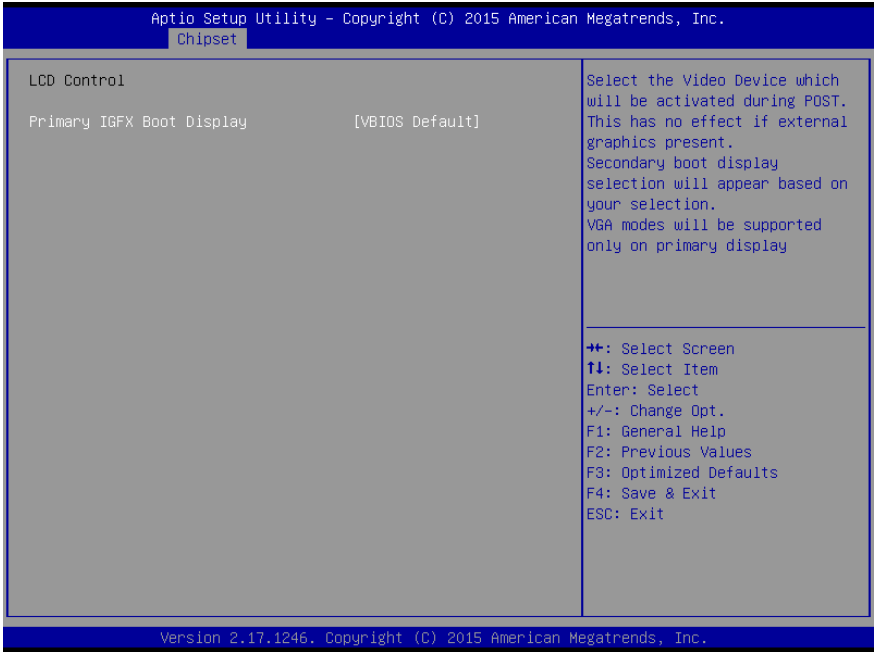 Aptio Setup Utility – Copyright (C) 2015 American Megatrends, Inc.
Chipset
LCD Control
Primary IGFX Boot Display [VBIOS Default]
Select the Video Device which
will be activated during POST.
This has no effect if external
graphics present.
Secondary boot display
selection will appear based on
your selection.
VGA modes will be supported
only on primary display
→←: Select Screen
↑↓: Select Item
Enter: Select
+/-: Change Opt.
F1: General Help
F2: Previous Values
F3: Optimized Defaults
F4: Save & Exit
ESC: Exit
Version 2.17.1246. Copyright (C) 2015 American Megatrends, Inc.